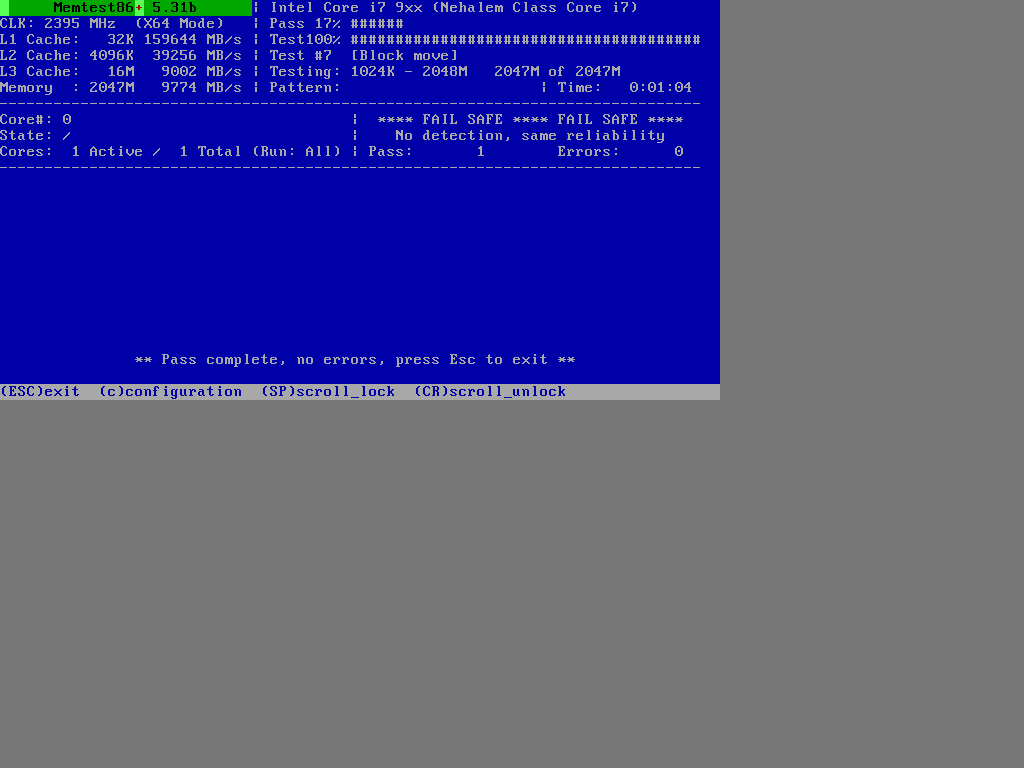 Memtest86+ 5.31b | Intel Core i7 9xx (Nehalem Class Core i7)
CLK: 2395 MHz (X64 Mode) | Pass 17% ######
L1 Cache: 32K 159644 MB/s | Test100% #######################################
L2 Cache: 4096K 39256 MB/s | Test #7 [Block move]
L3 Cache: 16M 9002 MB/s | Testing: 1024K - 2048M 2047M of 2047M
Memory : 2047M 9774 MB/s | Pattern: | Time: 0:01:04
------------------------------------------------------------------------------
Core#: 0 | **** FAIL SAFE **** FAIL SAFE ****
State: / | No detection, same reliability
Cores: 1 Active / 1 Total (Run: All) | Pass: 1 Errors: 0
------------------------------------------------------------------------------
** Pass complete, no errors, press Esc to exit **
(ESC)exit (c)configuration (SP)scroll_lock (CR)scroll_unlock